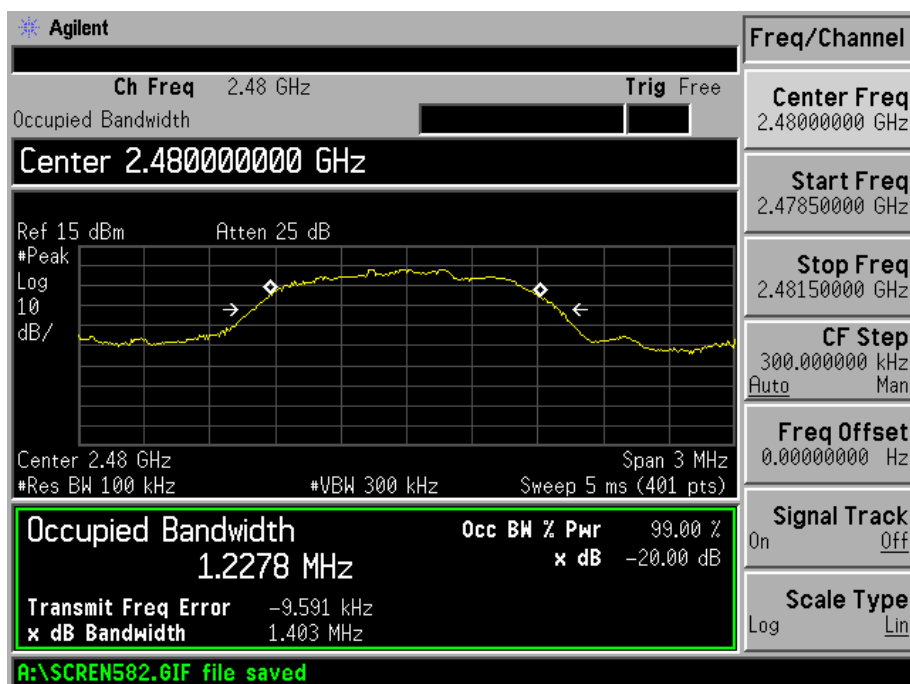 Agilent
Freq/Channel
Ch Freq 2.48 GHz Trig Free
Occupied Bandwidth
Center 2.480000000 GHz
Ref 15 dBm Atten 25 dB
#Peak
Log
10
dB/
Center 2.48 GHz Span 3 MHz
#Res BW 100 kHz #VBW 300 kHz Sweep 5 ms (401 pts)
Occupied Bandwidth
1.2278 MHz
Occ BW % Pwr 99.00 %
x dB -20.00 dB
Transmit Freq Error -9.591 kHz
x dB Bandwidth 1.403 MHz
A:\SCREN582.GIF file saved
Center Freq
2.48000000 GHz
Start Freq
2.47850000 GHz
Stop Freq
2.48150000 GHz
CF Step
300.000000 kHz
Auto Man
Freq Offset
0.00000000 Hz
Signal Track
On Off
Scale Type
Log Lin